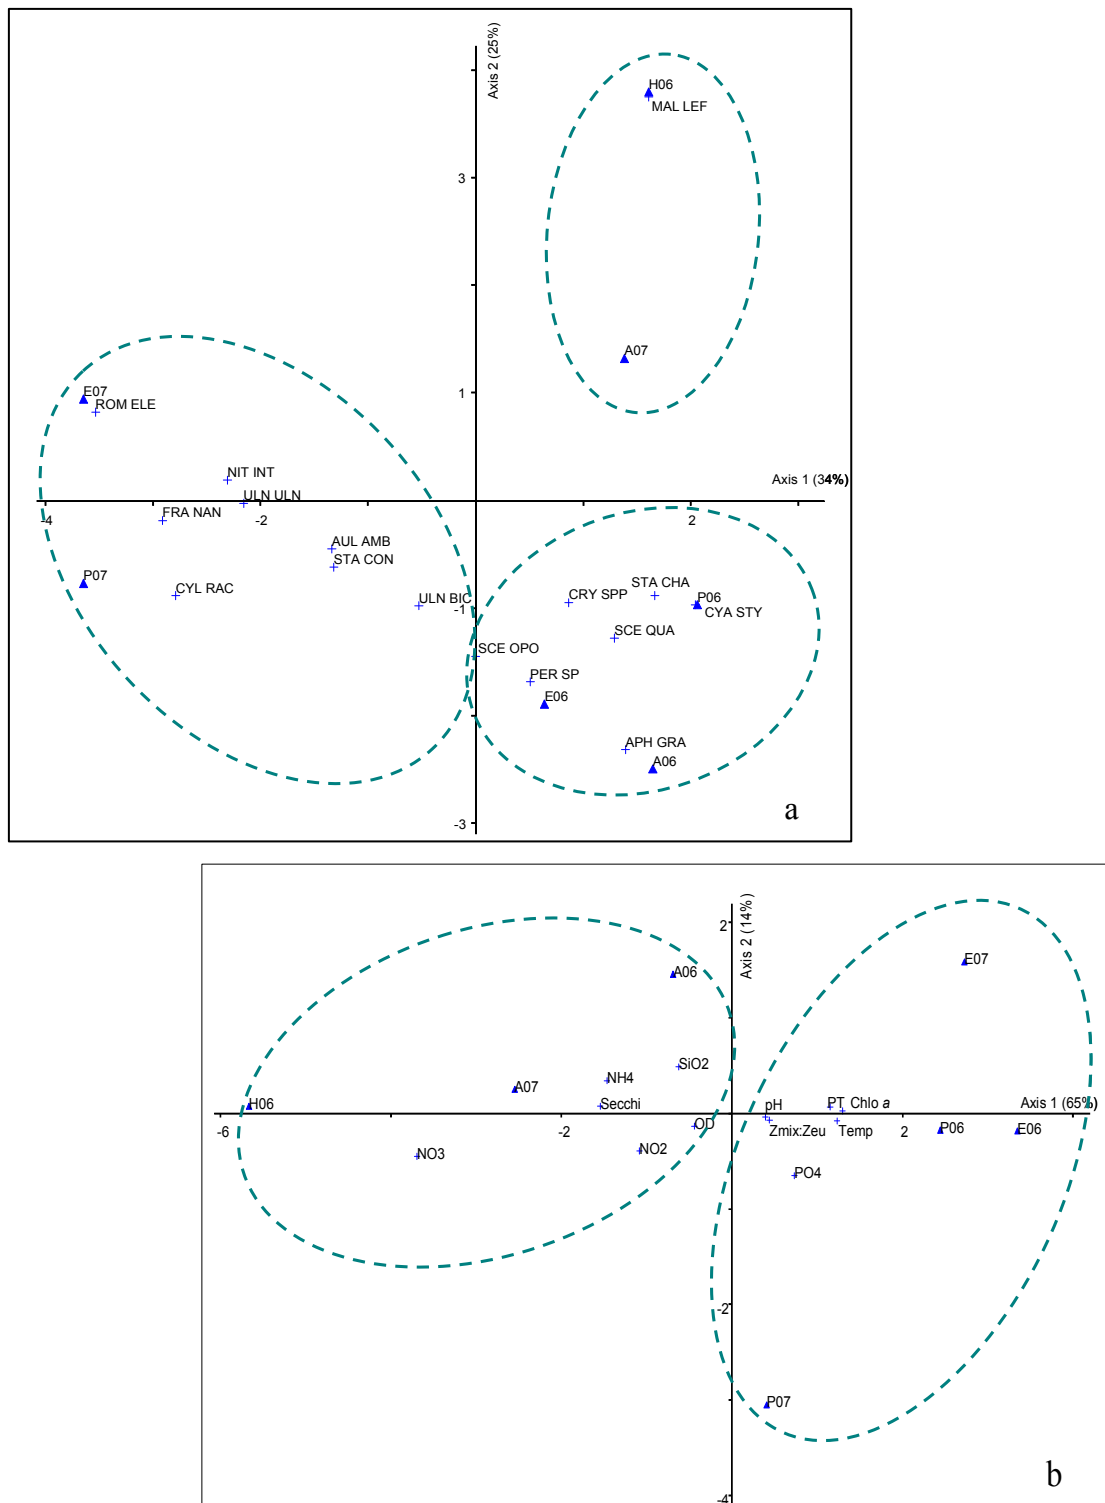 Axis 2 (25%)
H06
MAL LEF
3
A07
1
E07
ROM ELE
Axis 1 (34%)
NIT INT
ULN ULN
-4
-2
2
FRA NAN
AUL AMB
STA CON
P07
CYL RAC
ULN BIC
-1
CRY SPP
STA CHA
P06
CYA STY
SCE QUA
SCE OPO
PER SP
E06
APH GRA
A06
-3
a
Axis 2 (14%)
2
A06
E07
SiO2
NH4
A07
Secchi
H06
pH
PT Chlo a
Axis 1 (65%)
-6
-2
OD
Zmix:Zeu
Temp
2
P06
E06
NO3
NO2
PO4
-2
P07
b
-4